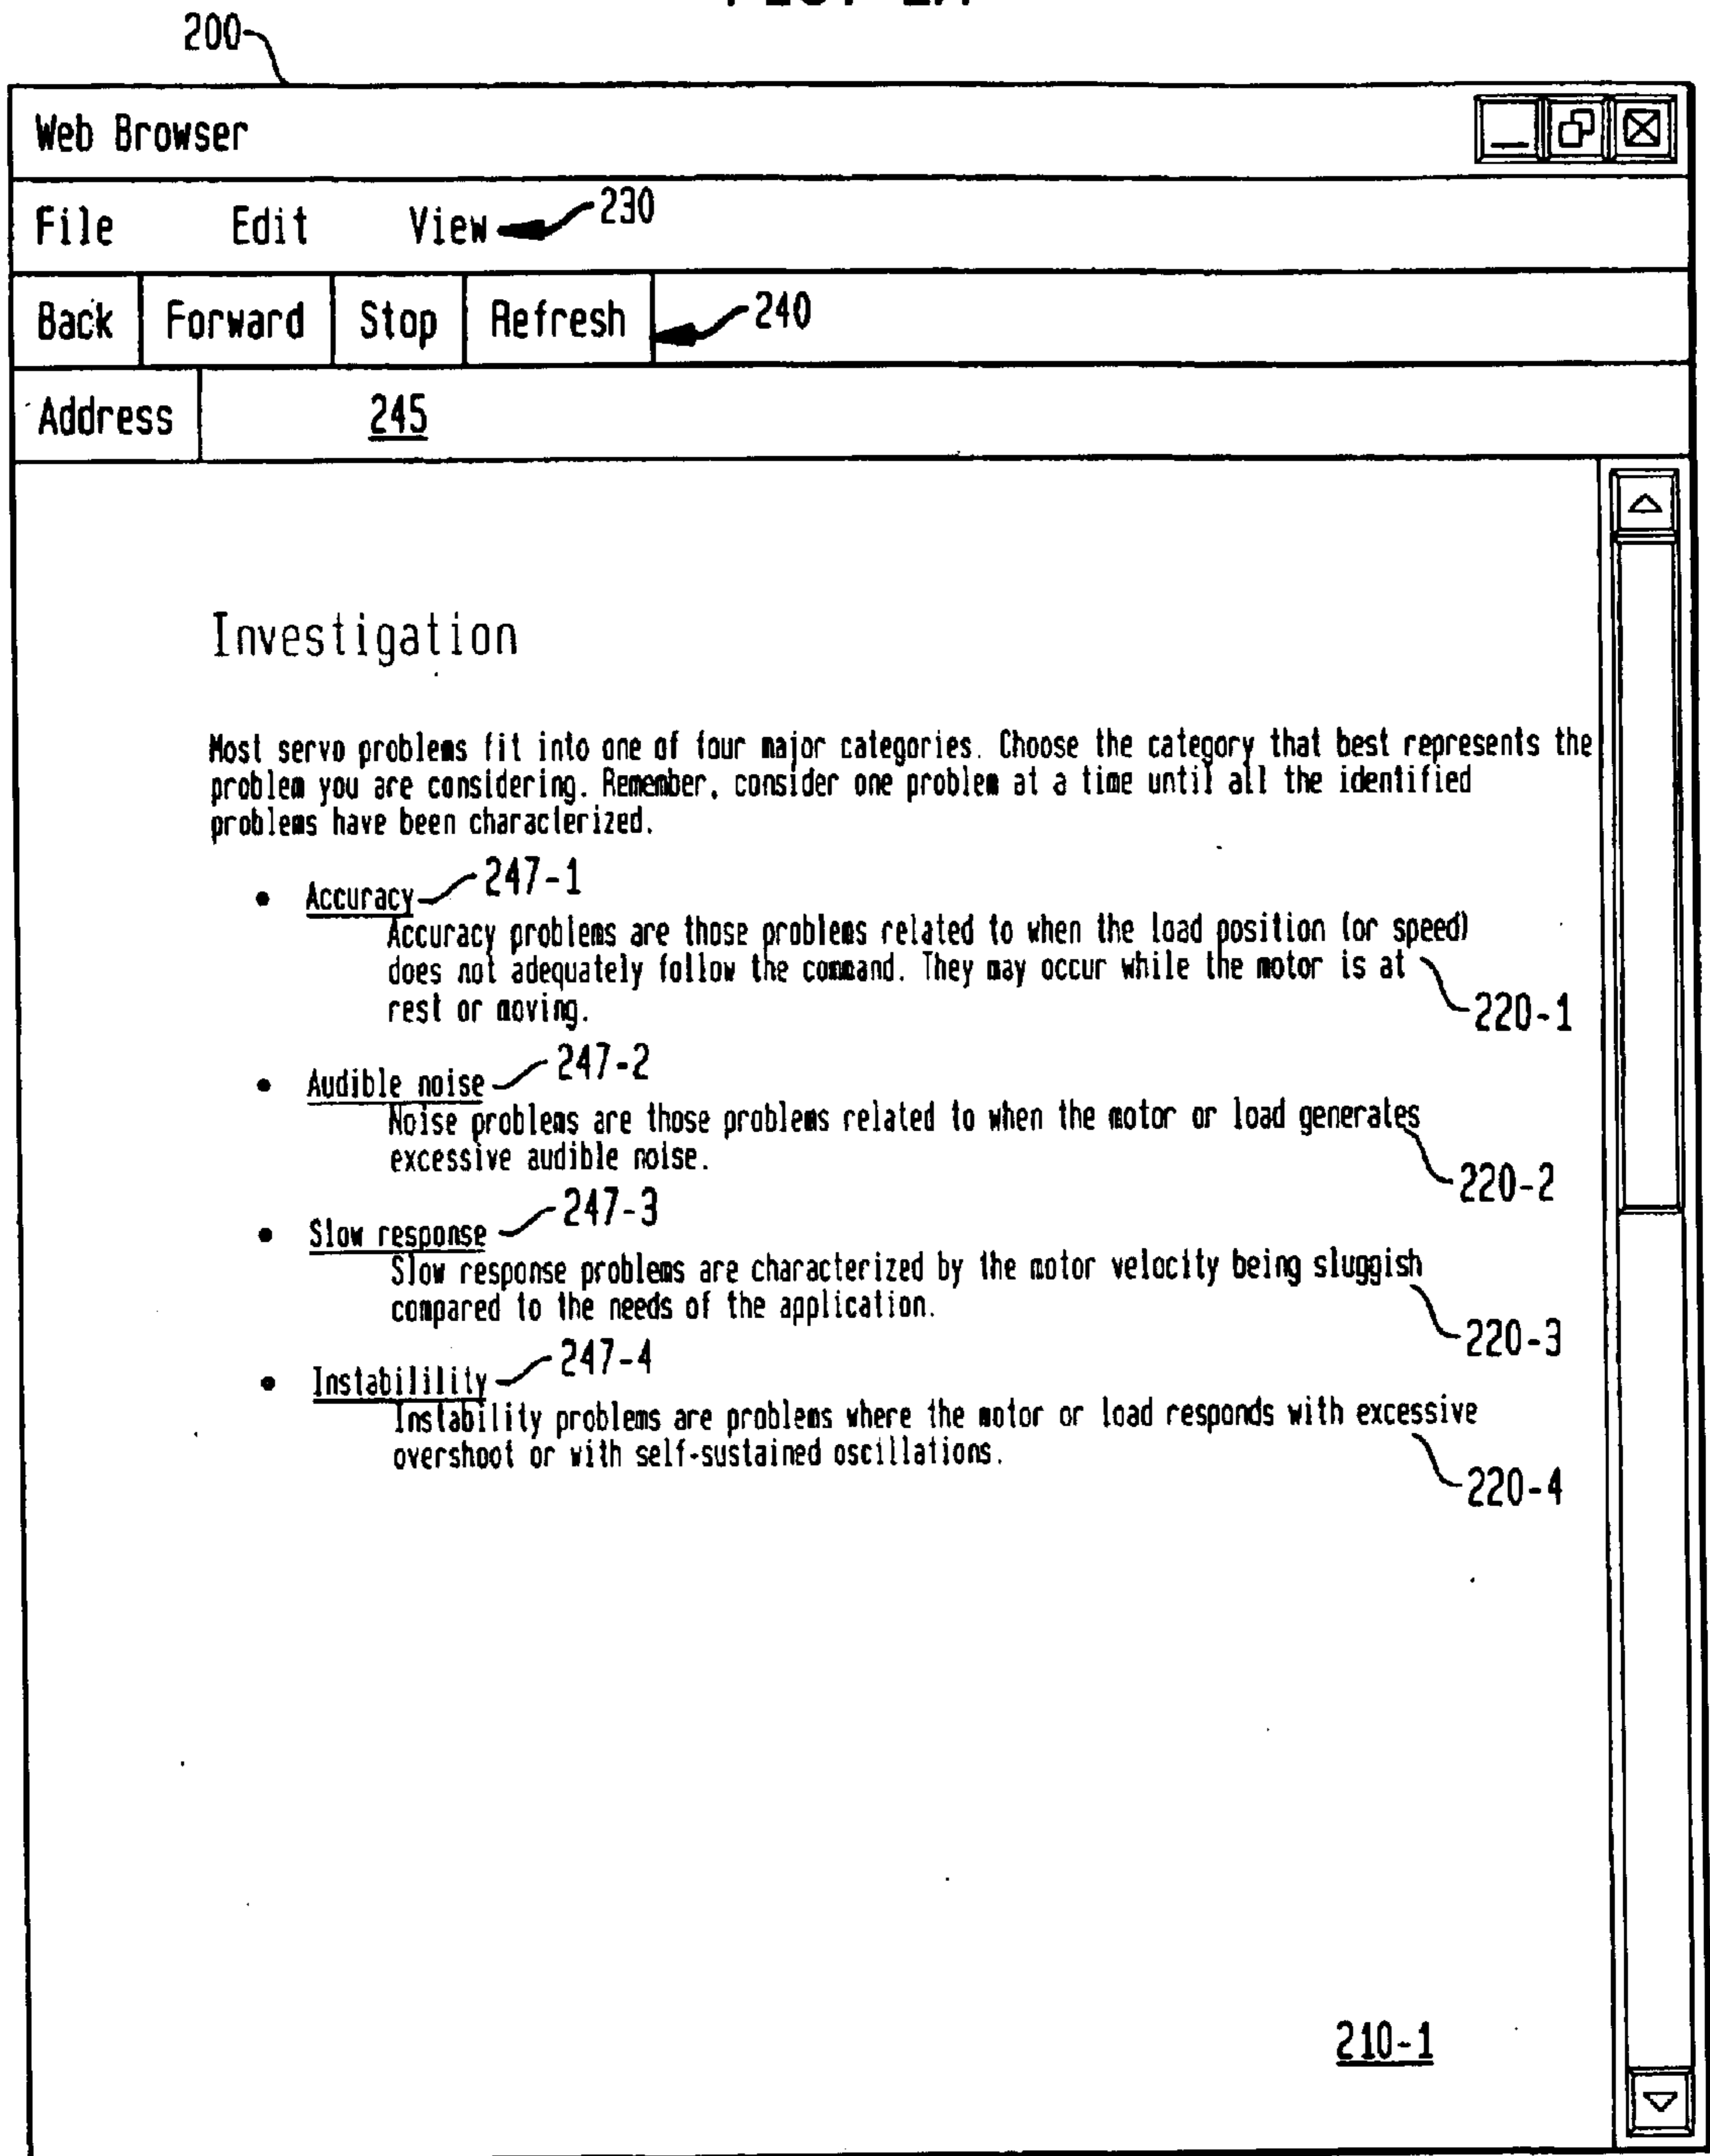 200
Web Browser
File Edit View 230
Back Forward Stop Refresh 240
Address 245
Investigation
Most servo problems fit into one of four major categories. Choose the category that best represents the
problem you are considering. Remember, consider one problem at a time until all the identified
problems have been characterized.
• Accuracy 247-1
Accuracy problems are those problems related to when the load position (or speed)
does not adequately follow the command. They may occur while the motor is at
rest or moving. 220-1
• Audible noise 247-2
Noise problems are those problems related to when the motor or load generates
excessive audible noise. 220-2
• Slow response 247-3
Slow response problems are characterized by the motor velocity being sluggish
compared to the needs of the application. 220-3
• Instabilility 247-4
Instability problems are problems where the motor or load responds with excessive
overshoot or with self-sustained oscillations. 220-4
210-1